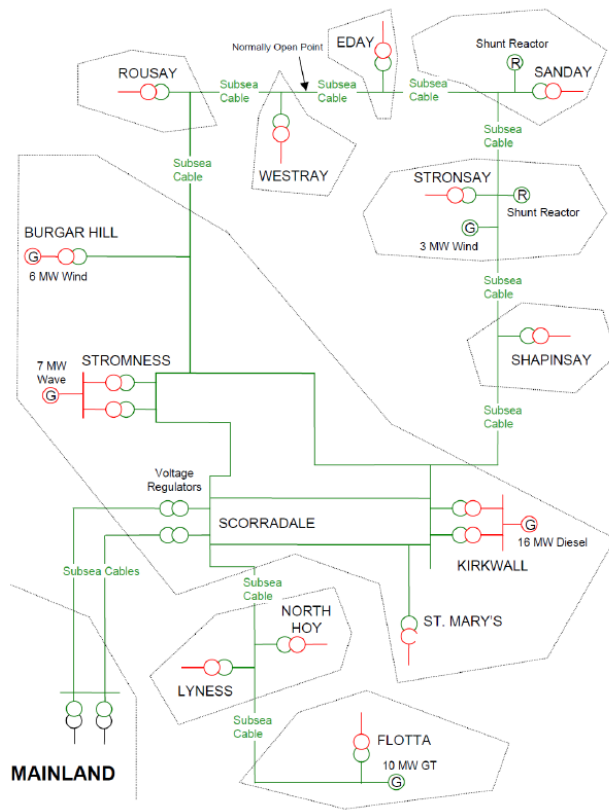 EDAY
Normally Open Point
Shunt Reactor
R
ROUSAY
SANDAY
Subsea
Cable
Subsea
Cable
Subsea
Cable
Subsea
Cable
Subsea
Cable
WESTRAY
STRONSAY
R
Shunt Reactor
G
3 MW Wind
BURGAR HILL
G
6 MW Wind
Subsea
Cable
SHAPINSAY
STROMNESS
7 MW
Wave
G
Subsea
Cable
Voltage
Regulators
SCORRADALE
G
16 MW Diesel
KIRKWALL
Subsea Cables
Subsea
Cable
NORTH
HOY
ST. MARY'S
LYNESS
Subsea
Cable
FLOTTA
10 MW GT
G
MAINLAND